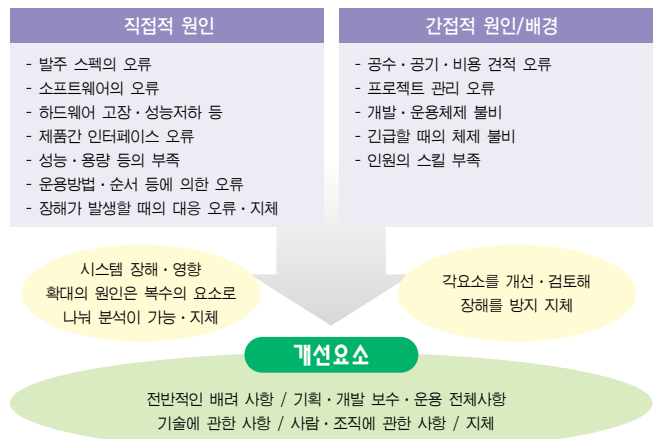 직접적 원인
- 발주 스펙의 오류
- 소프트웨어의 오류
- 하드웨어 고장·성능저하 등
- 제품간 인터페이스 오류
- 성능·용량 등의 부족
- 운용방법·순서 등에 의한 오류
- 장해가 발생할 때의 대응 오류·지체
간접적 원인/배경
- 공수·공기·비용 견적 오류
- 프로젝트 관리 오류
- 개발·운용체제 불비
- 긴급할 때의 체제 불비
- 인원의 스킬 부족
시스템 장해·영향
확대의 원인은 복수의 요소로
나눠 분석이 가능·지체
각요소를 개선·검토해
장해를 방지 지체
개선요소
전반적인 배려 사항 / 기획·개발 보수·운용 전체사항
기술에 관한 사항 / 사람·조직에 관한 사항 / 지체